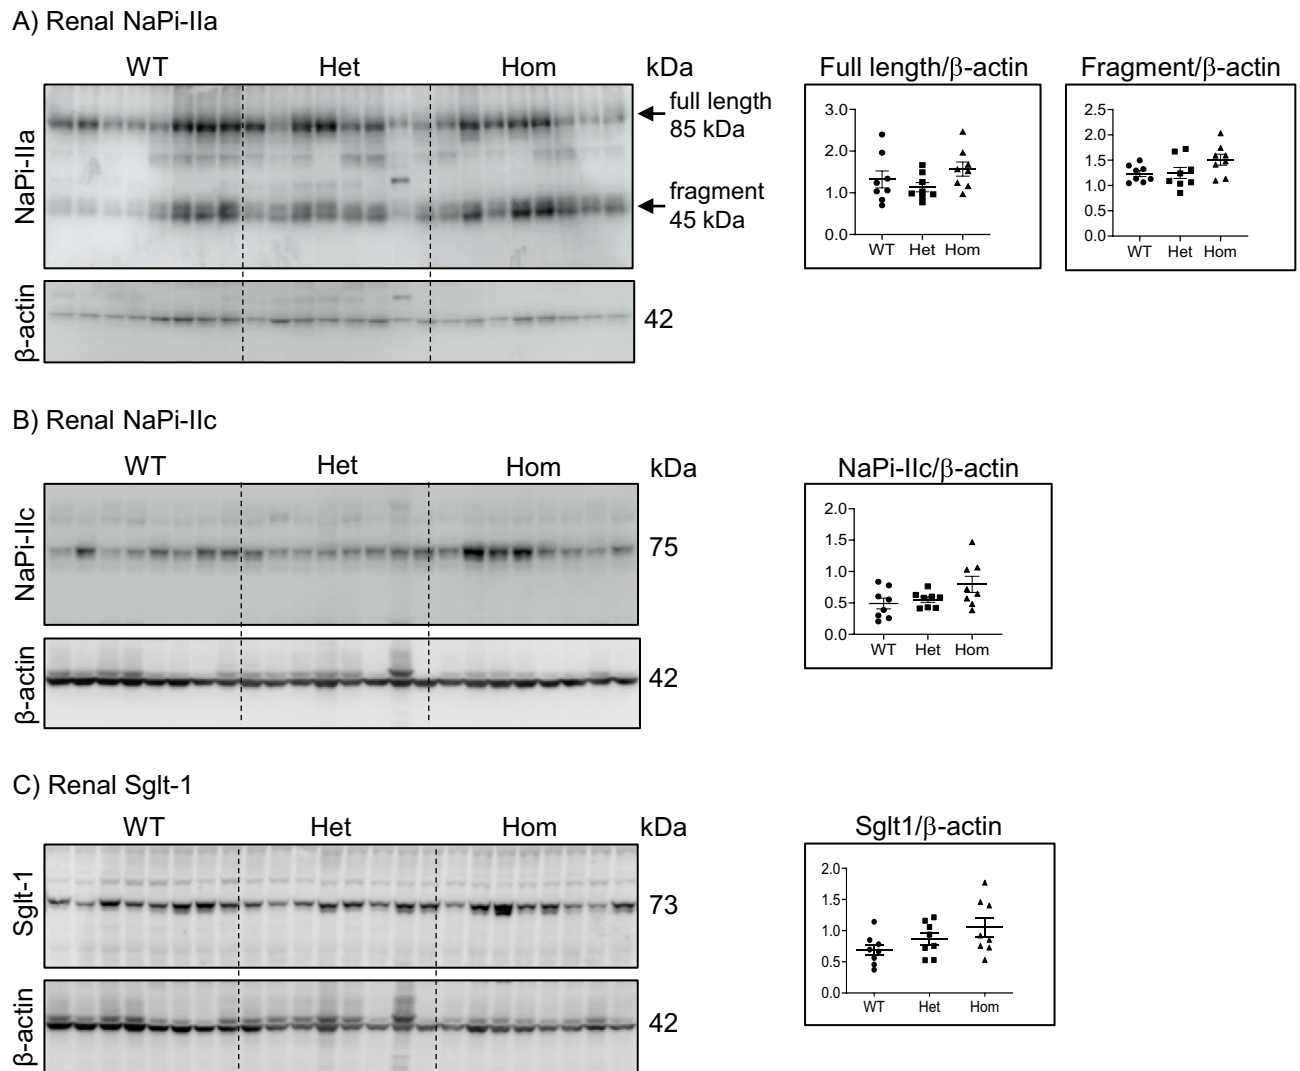 A) Renal NaPi-IIa
WT Het Hom kDa
NaPi-IIa
full length
85 kDa
fragment
45 kDa
β-actin
42
Full length/β-actin
3.0
2.0
1.0
0.0
WT Het Hom
Fragment/β-actin
2.5
2.0
1.5
1.0
0.5
0.0
WT Het Hom
B) Renal NaPi-IIc
WT Het Hom kDa
NaPi-IIc
75
β-actin
42
NaPi-IIc/β-actin
2.0
1.5
1.0
0.5
0.0
WT Het Hom
C) Renal Sglt-1
WT Het Hom kDa
Sglt-1
73
β-actin
42
Sglt1/β-actin
2.0
1.5
1.0
0.5
0.0
WT Het Hom